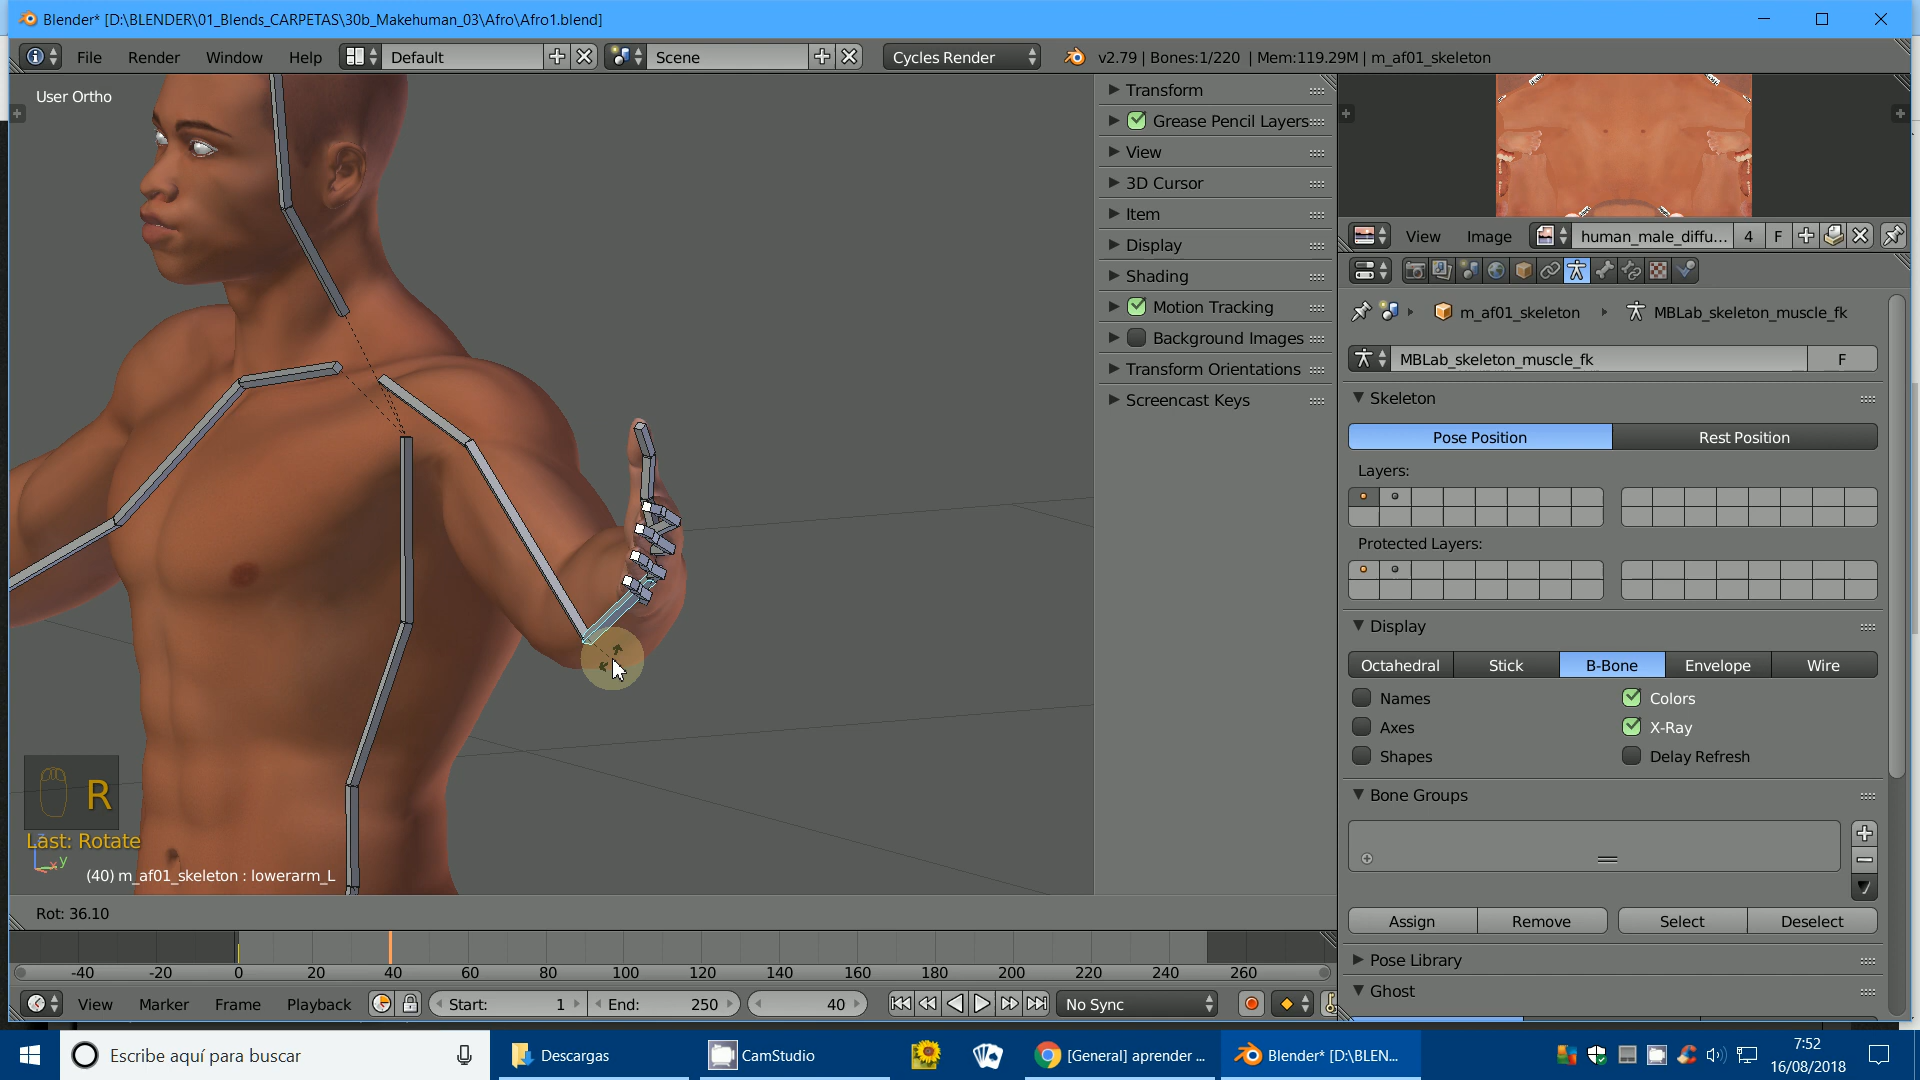 Blender* [D:\BLENDER\01_Blends_CARPETAS\30b_Makehuman_03\Afro\Afro1.blend]
File Render Window Help Default Scene Cycles Render v2.79 | Bones:1/220 | Mem:119.29M | m_af01_skeleton
User Ortho
Transform
Grease Pencil Layers
View
3D Cursor
Item
Display
Shading
Motion Tracking
Background Images
Transform Orientations
Screencast Keys
View Image human_male_diffu... 4 F
m_af01_skeleton MBLab_skeleton_muscle_fk
MBLab_skeleton_muscle_fk F
Skeleton
Pose Position Rest Position
Layers:
Protected Layers:
Display
Octahedral Stick B-Bone Envelope Wire
Names Colors
Axes X-Ray
Shapes Delay Refresh
Bone Groups
Assign Remove Select Deselect
Pose Library
Ghost
R
Last: Rotate
y
(40) m_af01_skeleton : lowerarm_L
Rot: 36.10
-40 -20 0 20 40 60 80 100 120 140 160 180 200 220 240 260
View Marker Frame Playback Start: 1 End: 250 40 No Sync
Escribe aquí para buscar Descargas CamStudio [General] aprender ... Blender* [D:\BLEN... 7:52
16/08/2018